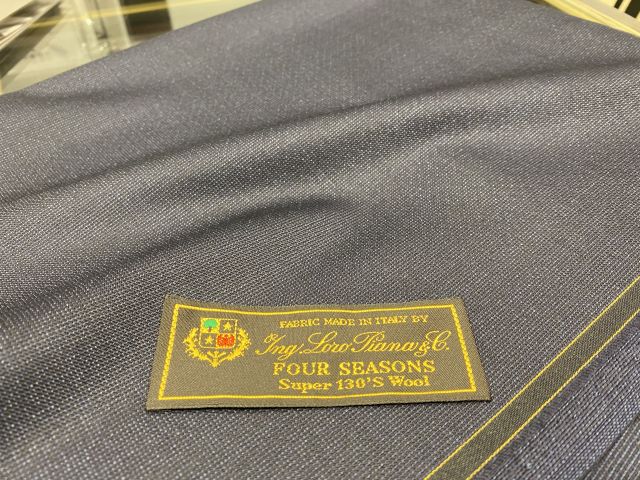 FABRIC MADE IN ITALY BY
Ing. Loro Piana & C.
FOUR SEASONS
Super 130'S Wool